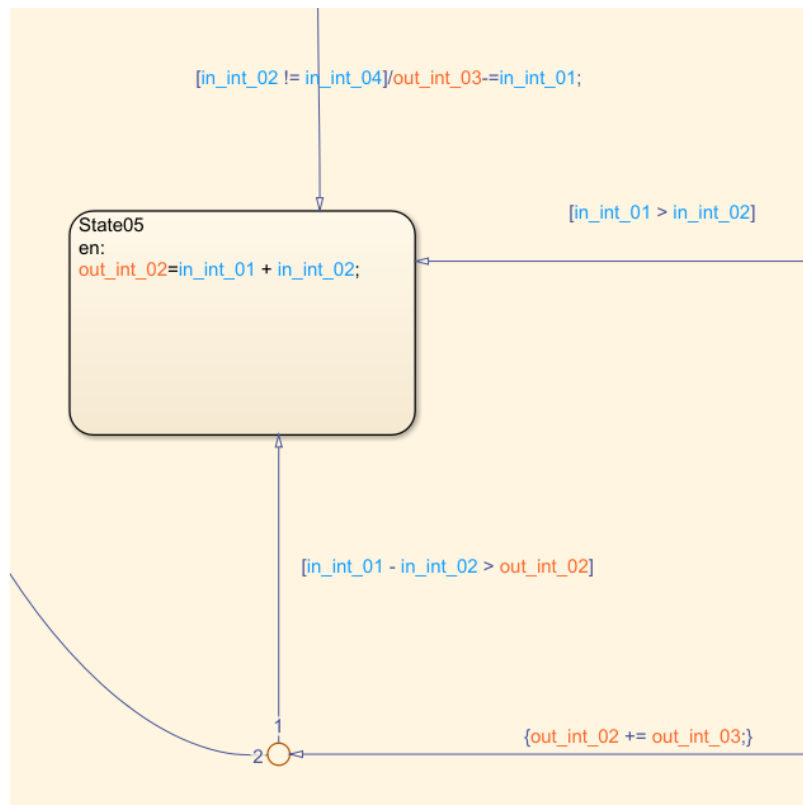 [in_int_02 != in_int_04]/out_int_03-=in_int_01;
[in_int_01 > in_int_02]
State05
en:
out_int_02=in_int_01 + in_int_02;
[in_int_01 - in_int_02 > out_int_02]
1
2
{out_int_02 += out_int_03;}